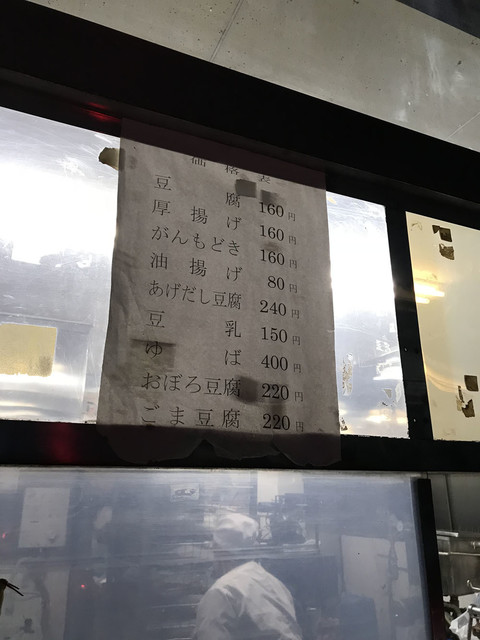 価格表
豆腐 160円
厚揚げ 160円
がんもどき 160円
油揚げ 80円
あげだし豆腐 240円
豆乳 150円
ゆば 400円
おぼろ豆腐 220円
ごま豆腐 220円